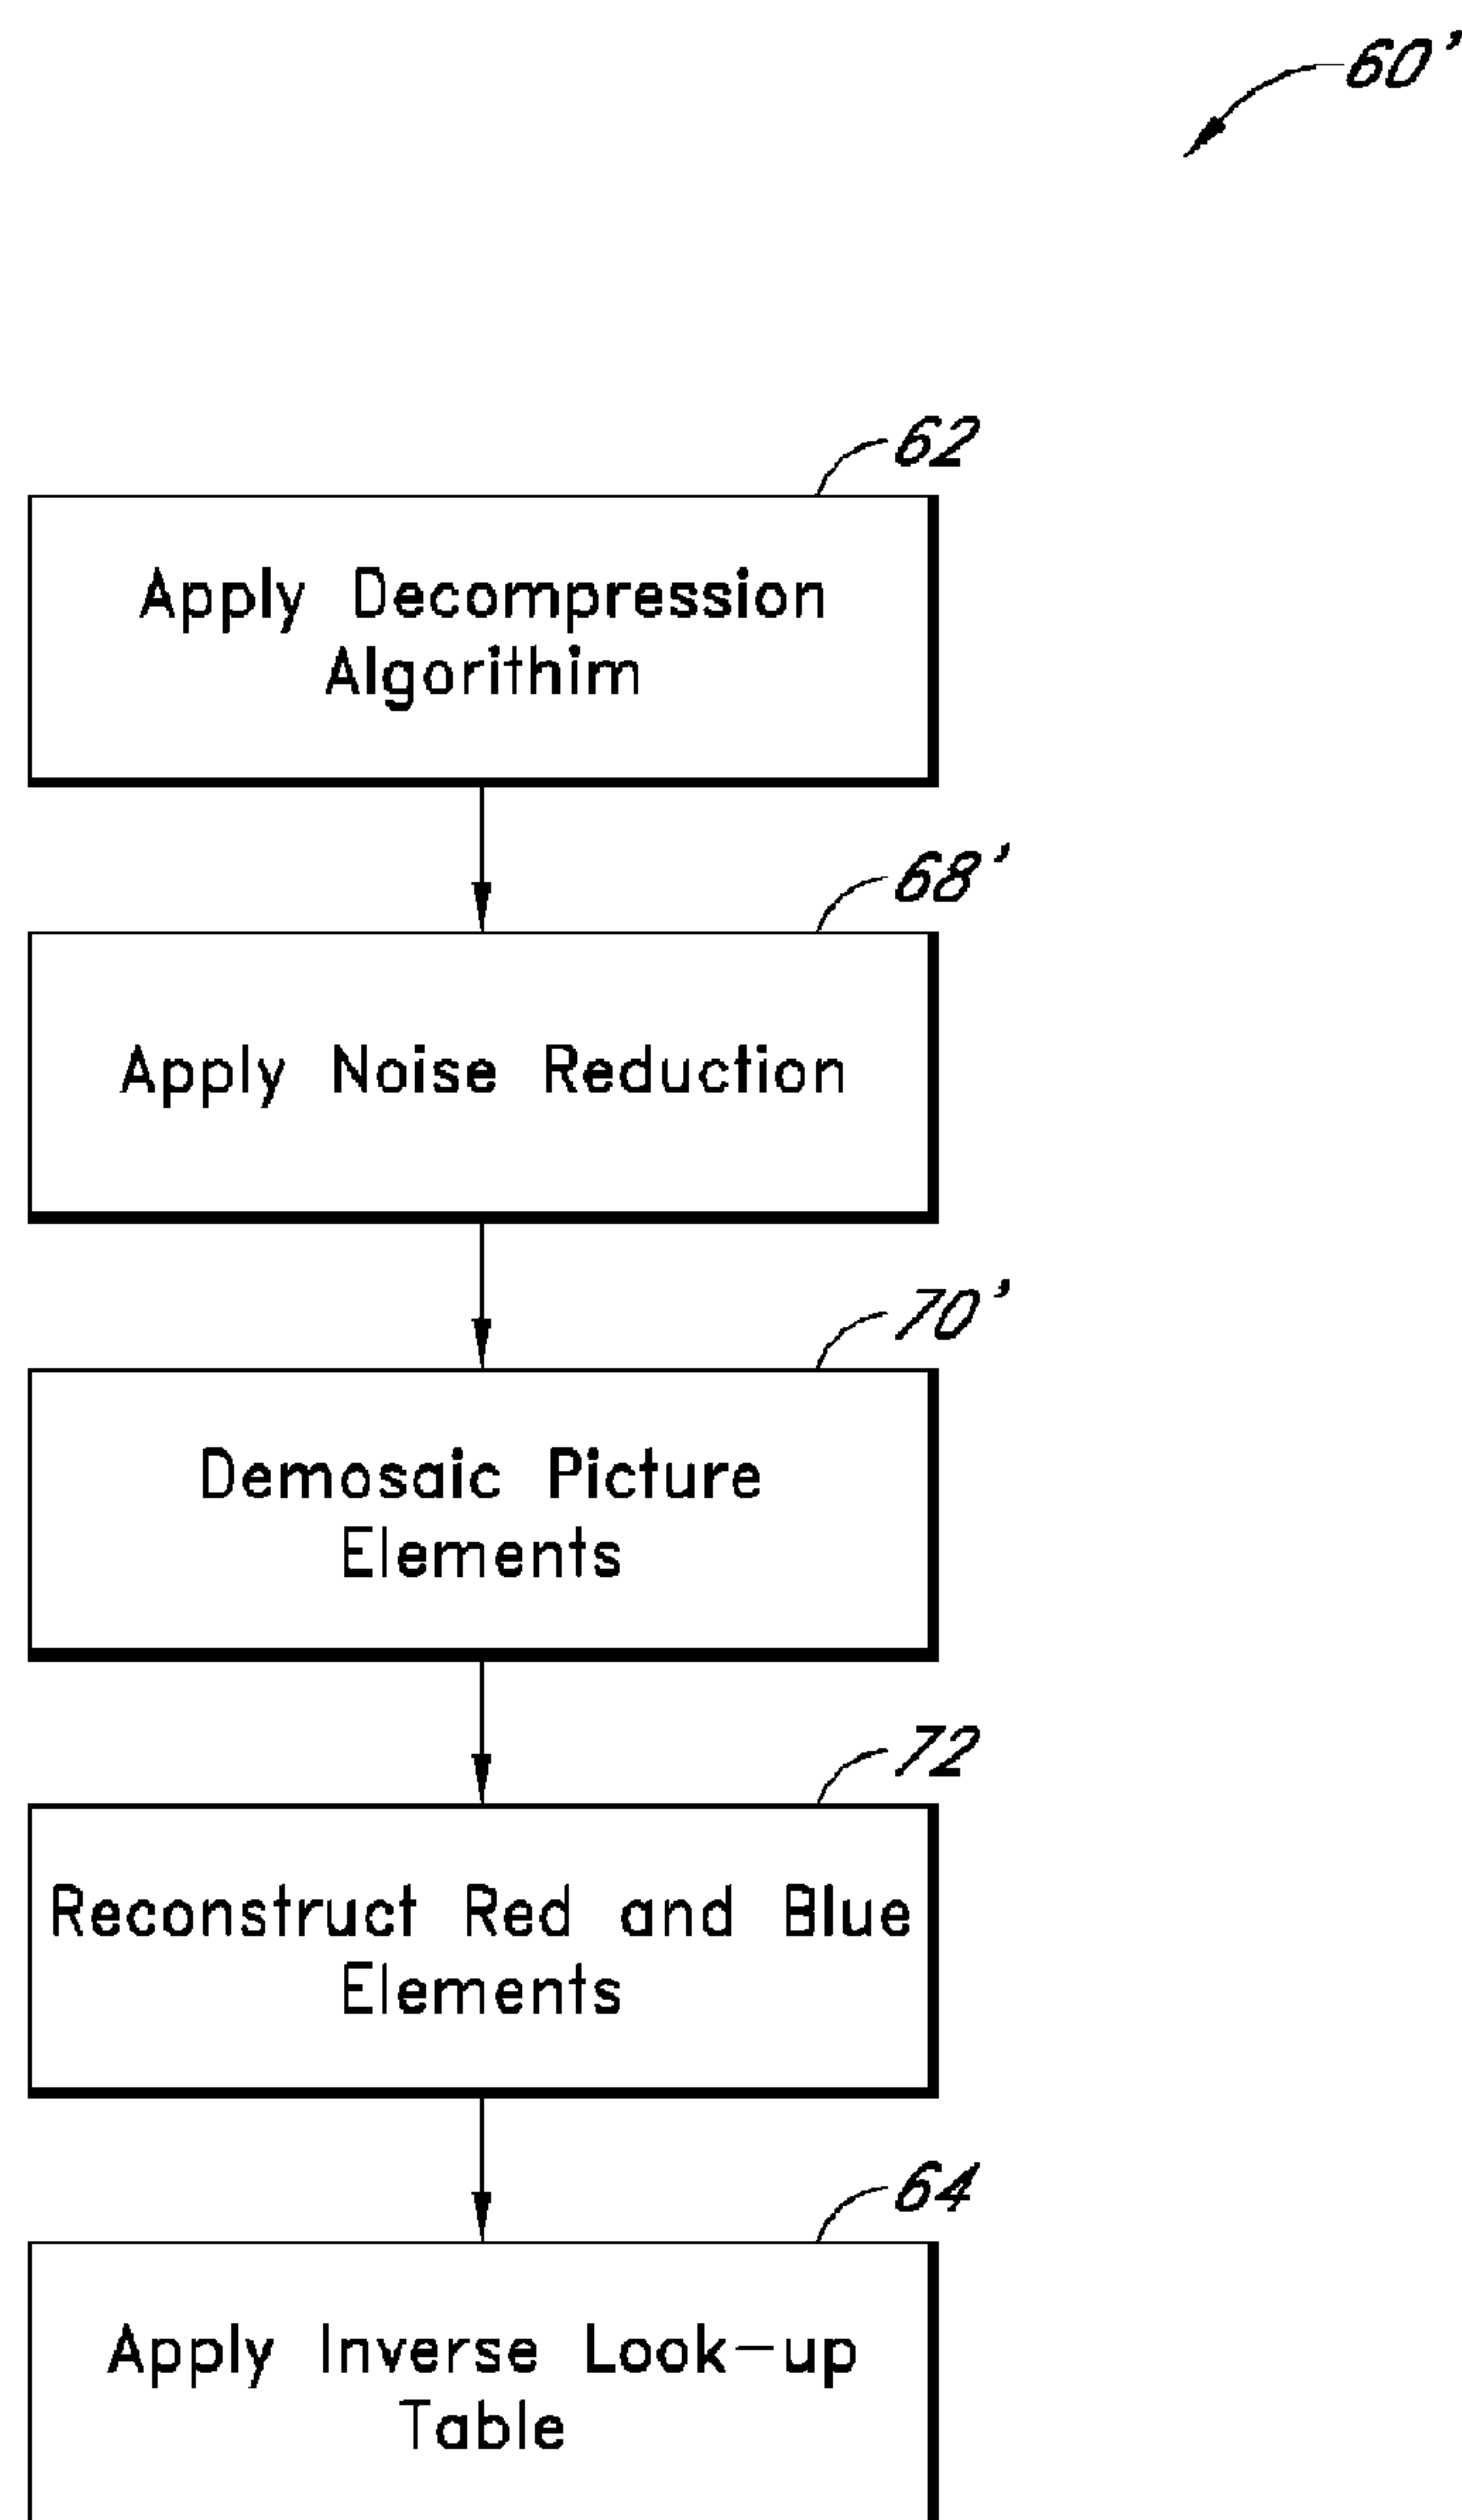 60'
62
Apply Decompression
Algorithim
68'
Apply Noise Reduction
70'
Demosaic Picture
Elements
72
Reconstruct Red and Blue
Elements
64
Apply Inverse Look-up
Table